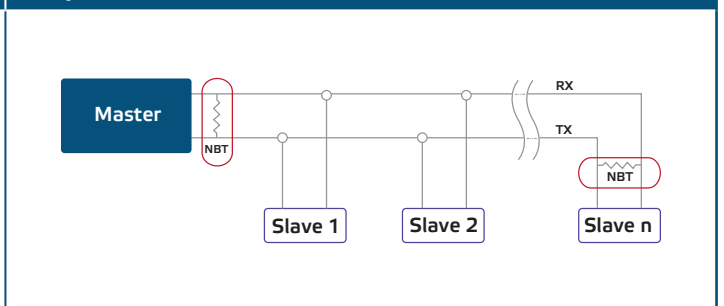 RX
Master
TX
NBT
NBT
Slave 1
Slave 2
Slave n